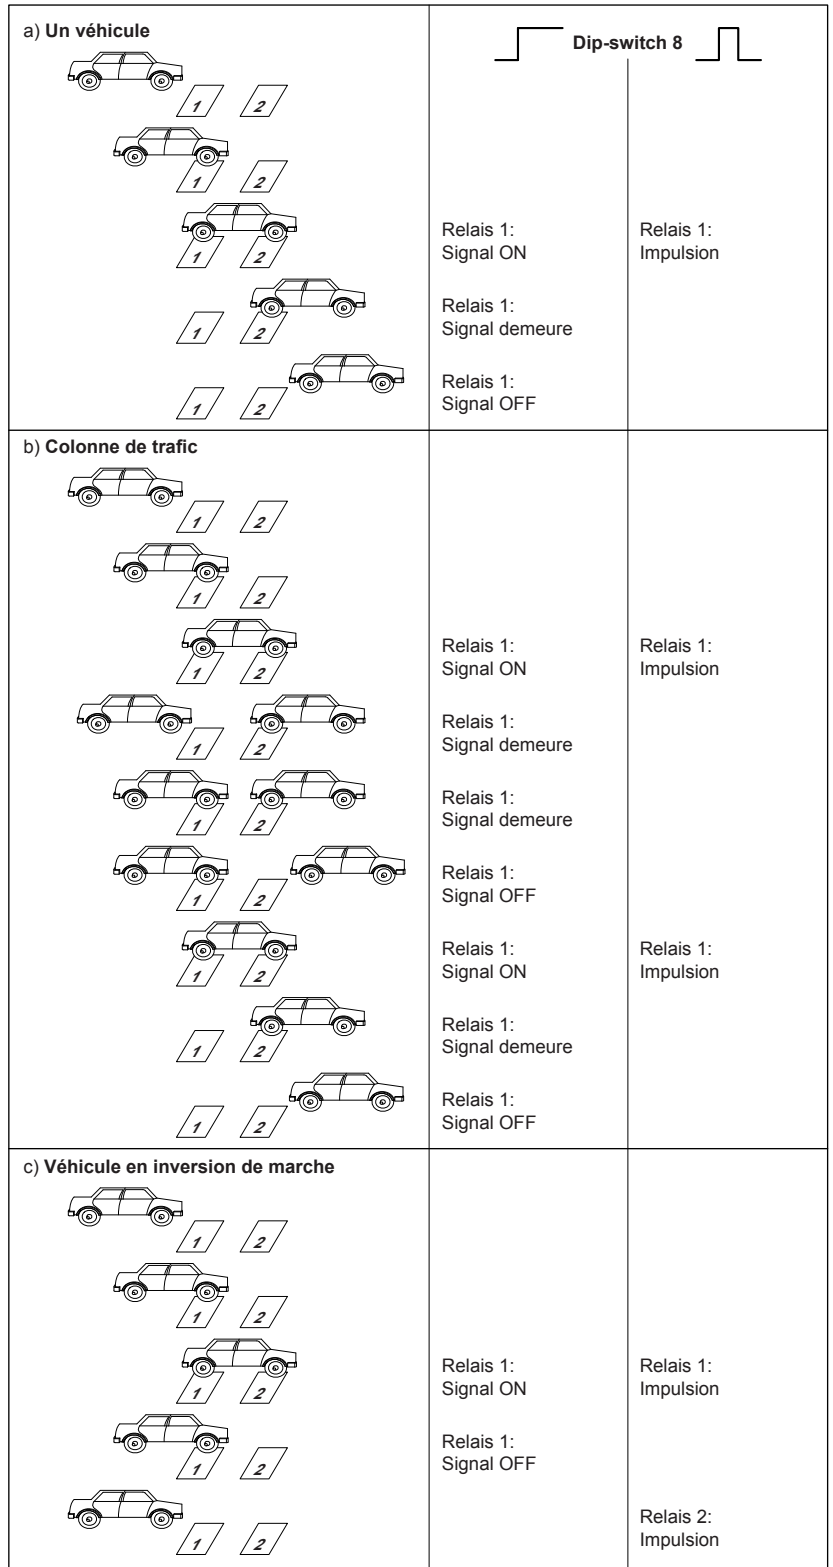 a) Un véhicule
Dip-switch 8
1 2
1 2
1 2
Relais 1:
Signal ON
Relais 1:
Impulsion
1 2
Relais 1:
Signal demeure
1 2
Relais 1:
Signal OFF
b) Colonne de trafic
1 2
1 2
1 2
Relais 1:
Signal ON
Relais 1:
Impulsion
1 2
Relais 1:
Signal demeure
1 2
Relais 1:
Signal demeure
1 2
Relais 1:
Signal OFF
1 2
Relais 1:
Signal ON
Relais 1:
Impulsion
1 2
Relais 1:
Signal demeure
1 2
Relais 1:
Signal OFF
c) Véhicule en inversion de marche
1 2
1 2
1 2
Relais 1:
Signal ON
Relais 1:
Impulsion
1 2
Relais 1:
Signal OFF
1 2
Relais 2:
Impulsion